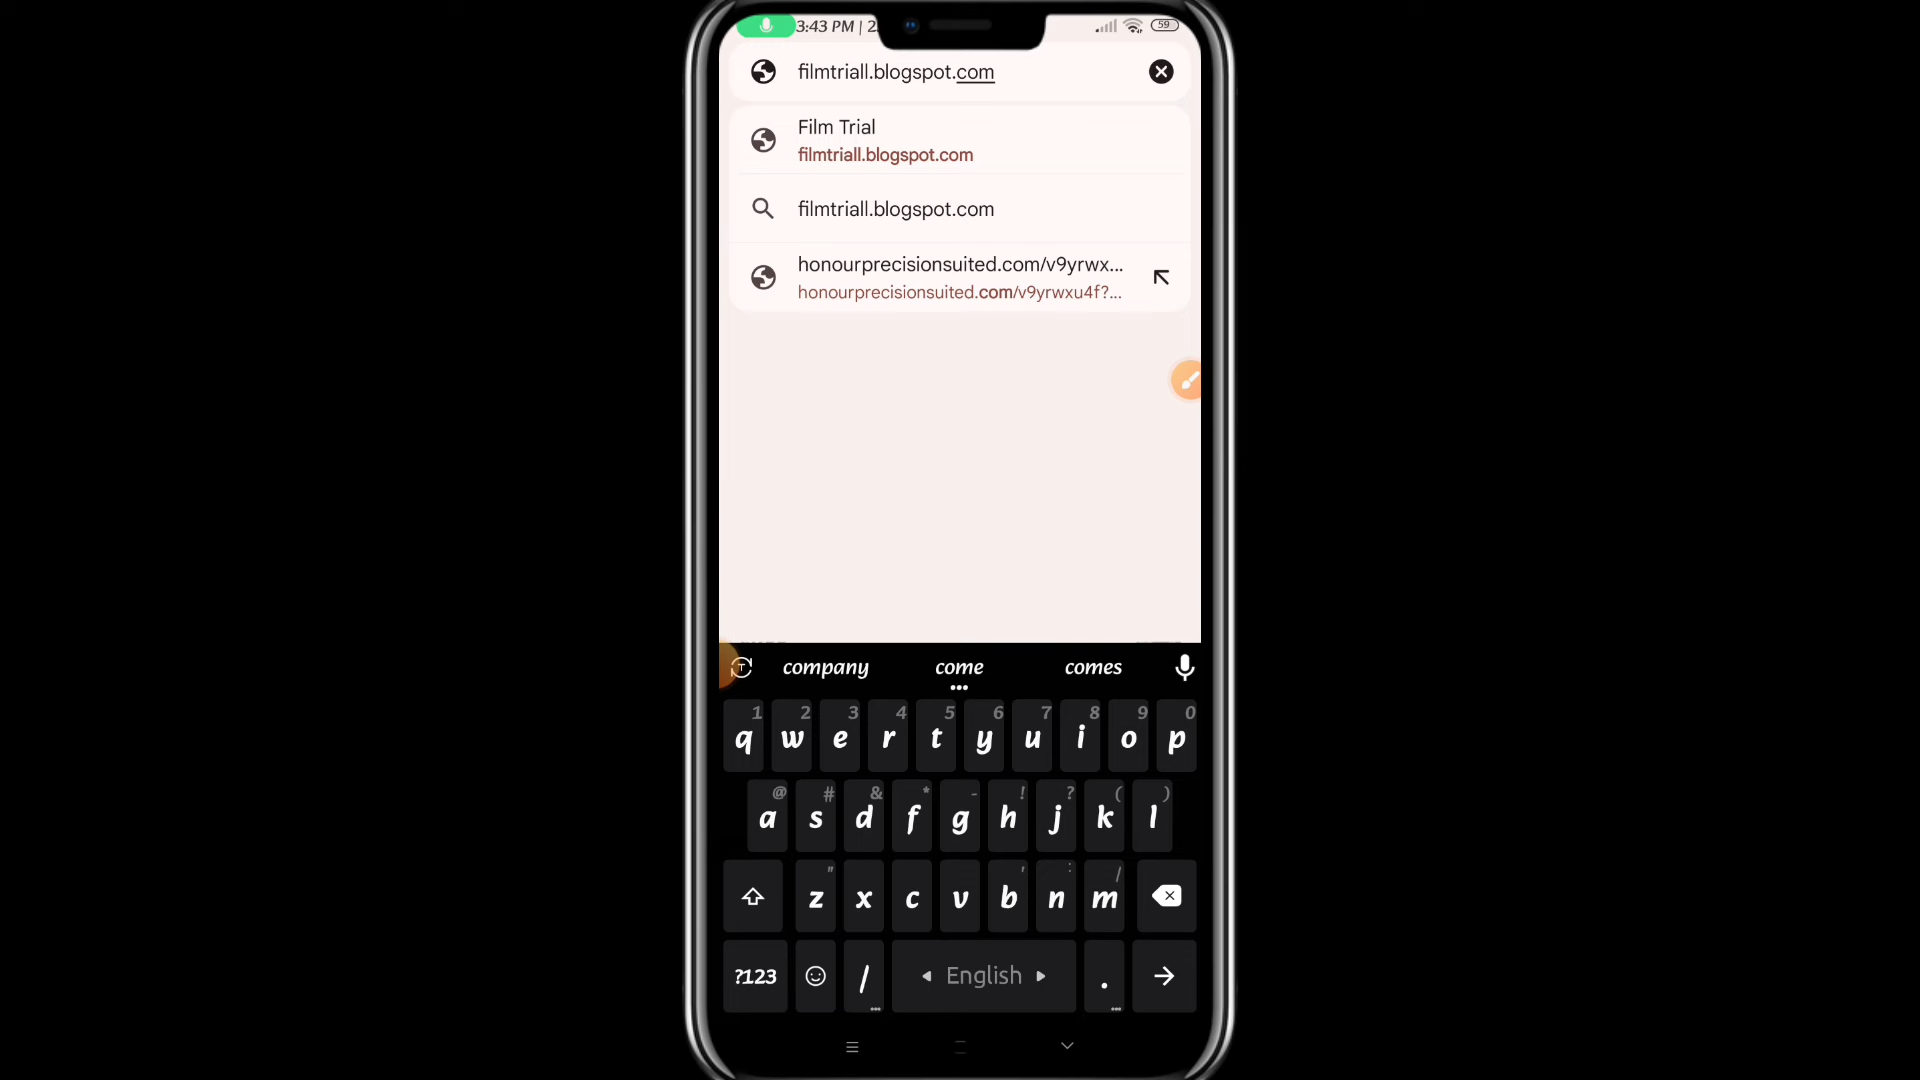 3:43 PM | 2
59
filmtriall.blogspot.com
Film Trial
filmtriall.blogspot.com
filmtriall.blogspot.com
honourprecisionsuited.com/v9yrwx...
honourprecisionsuited.com/v9yrwxu4f?...
T company come comes
1 2 3 4 5 6 7 8 9 0
q w e r t y u i o p
@ # & * - ! ? ( )
a s d f g h j k l
" ' : /
z x c v b n m
?123 / English .